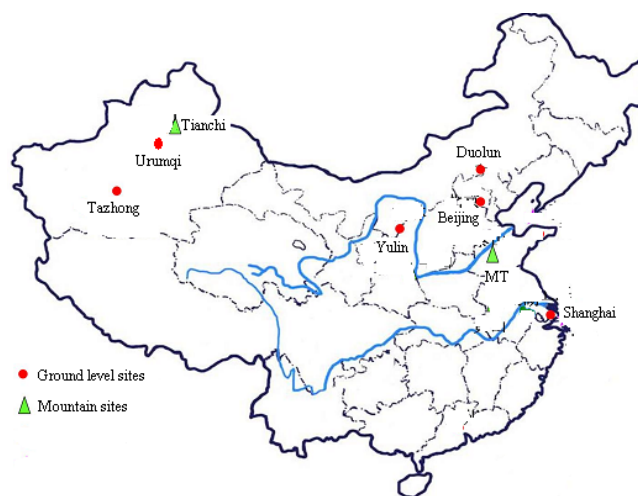 Tianchi
Urumqi
Tazhong
Duolun
Beijing
Yulin
MT
Shanghai
Ground level sites
Mountain sites